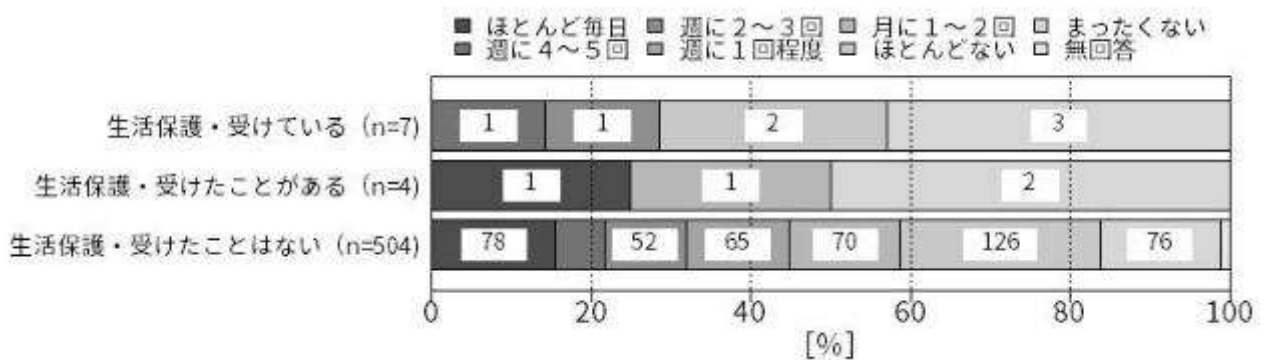 ■ ほとんど毎日 ■ 週に2～3回 ■ 月に1～2回 □ まったくない
■ 週に4～5回 ■ 週に1回程度 □ ほとんどない □ 無回答
生活保護・受けている (n=7) 1 1 2 3
生活保護・受けたことがある (n=4) 1 1 2
生活保護・受けたことはない (n=504) 78 52 65 70 126 76
0 20 40 60 80 100
[%]